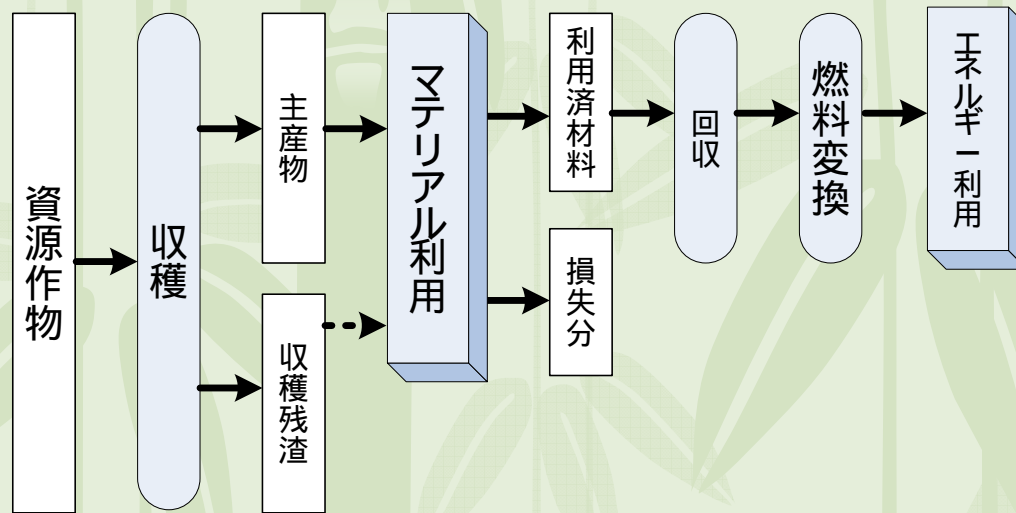 資源作物
収穫
主産物
収穫残渣
マテリアル利用
利用済材料
損失分
回収
燃料変換
エネルギー利用